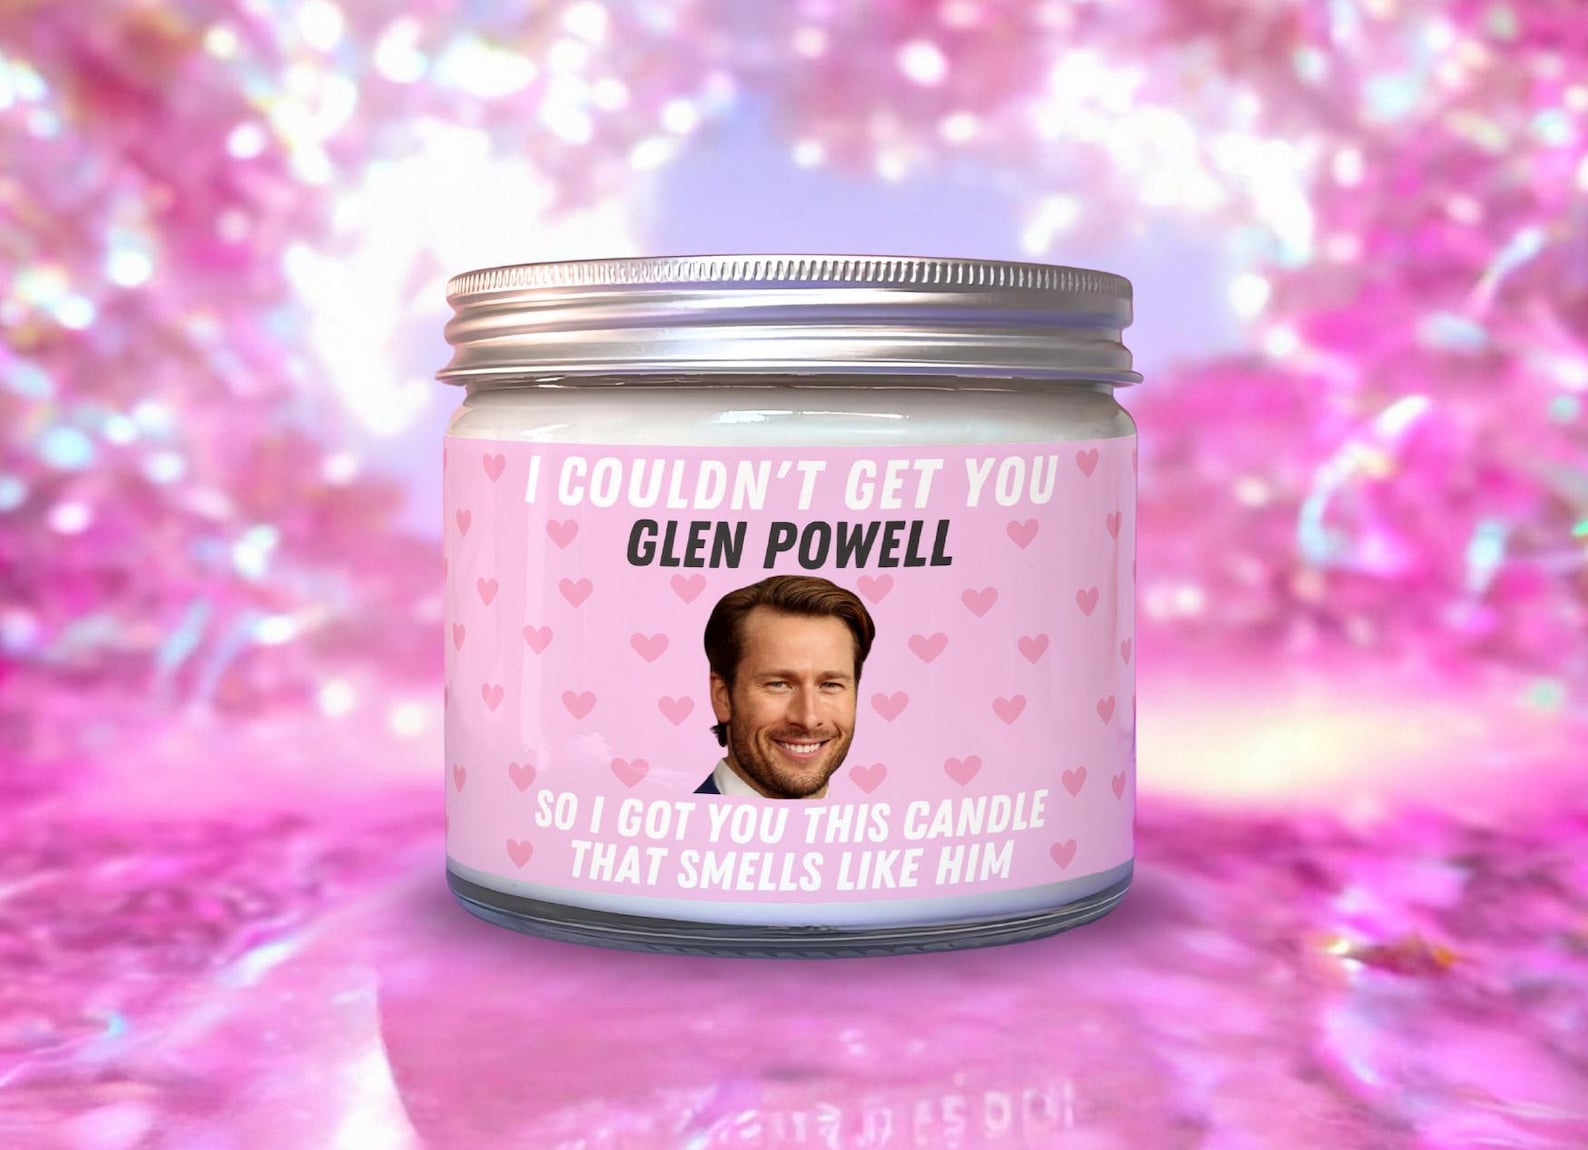 I COULDN'T GET YOU
GLEN POWELL
SO I GOT YOU THIS CANDLE
THAT SMELLS LIKE HIM